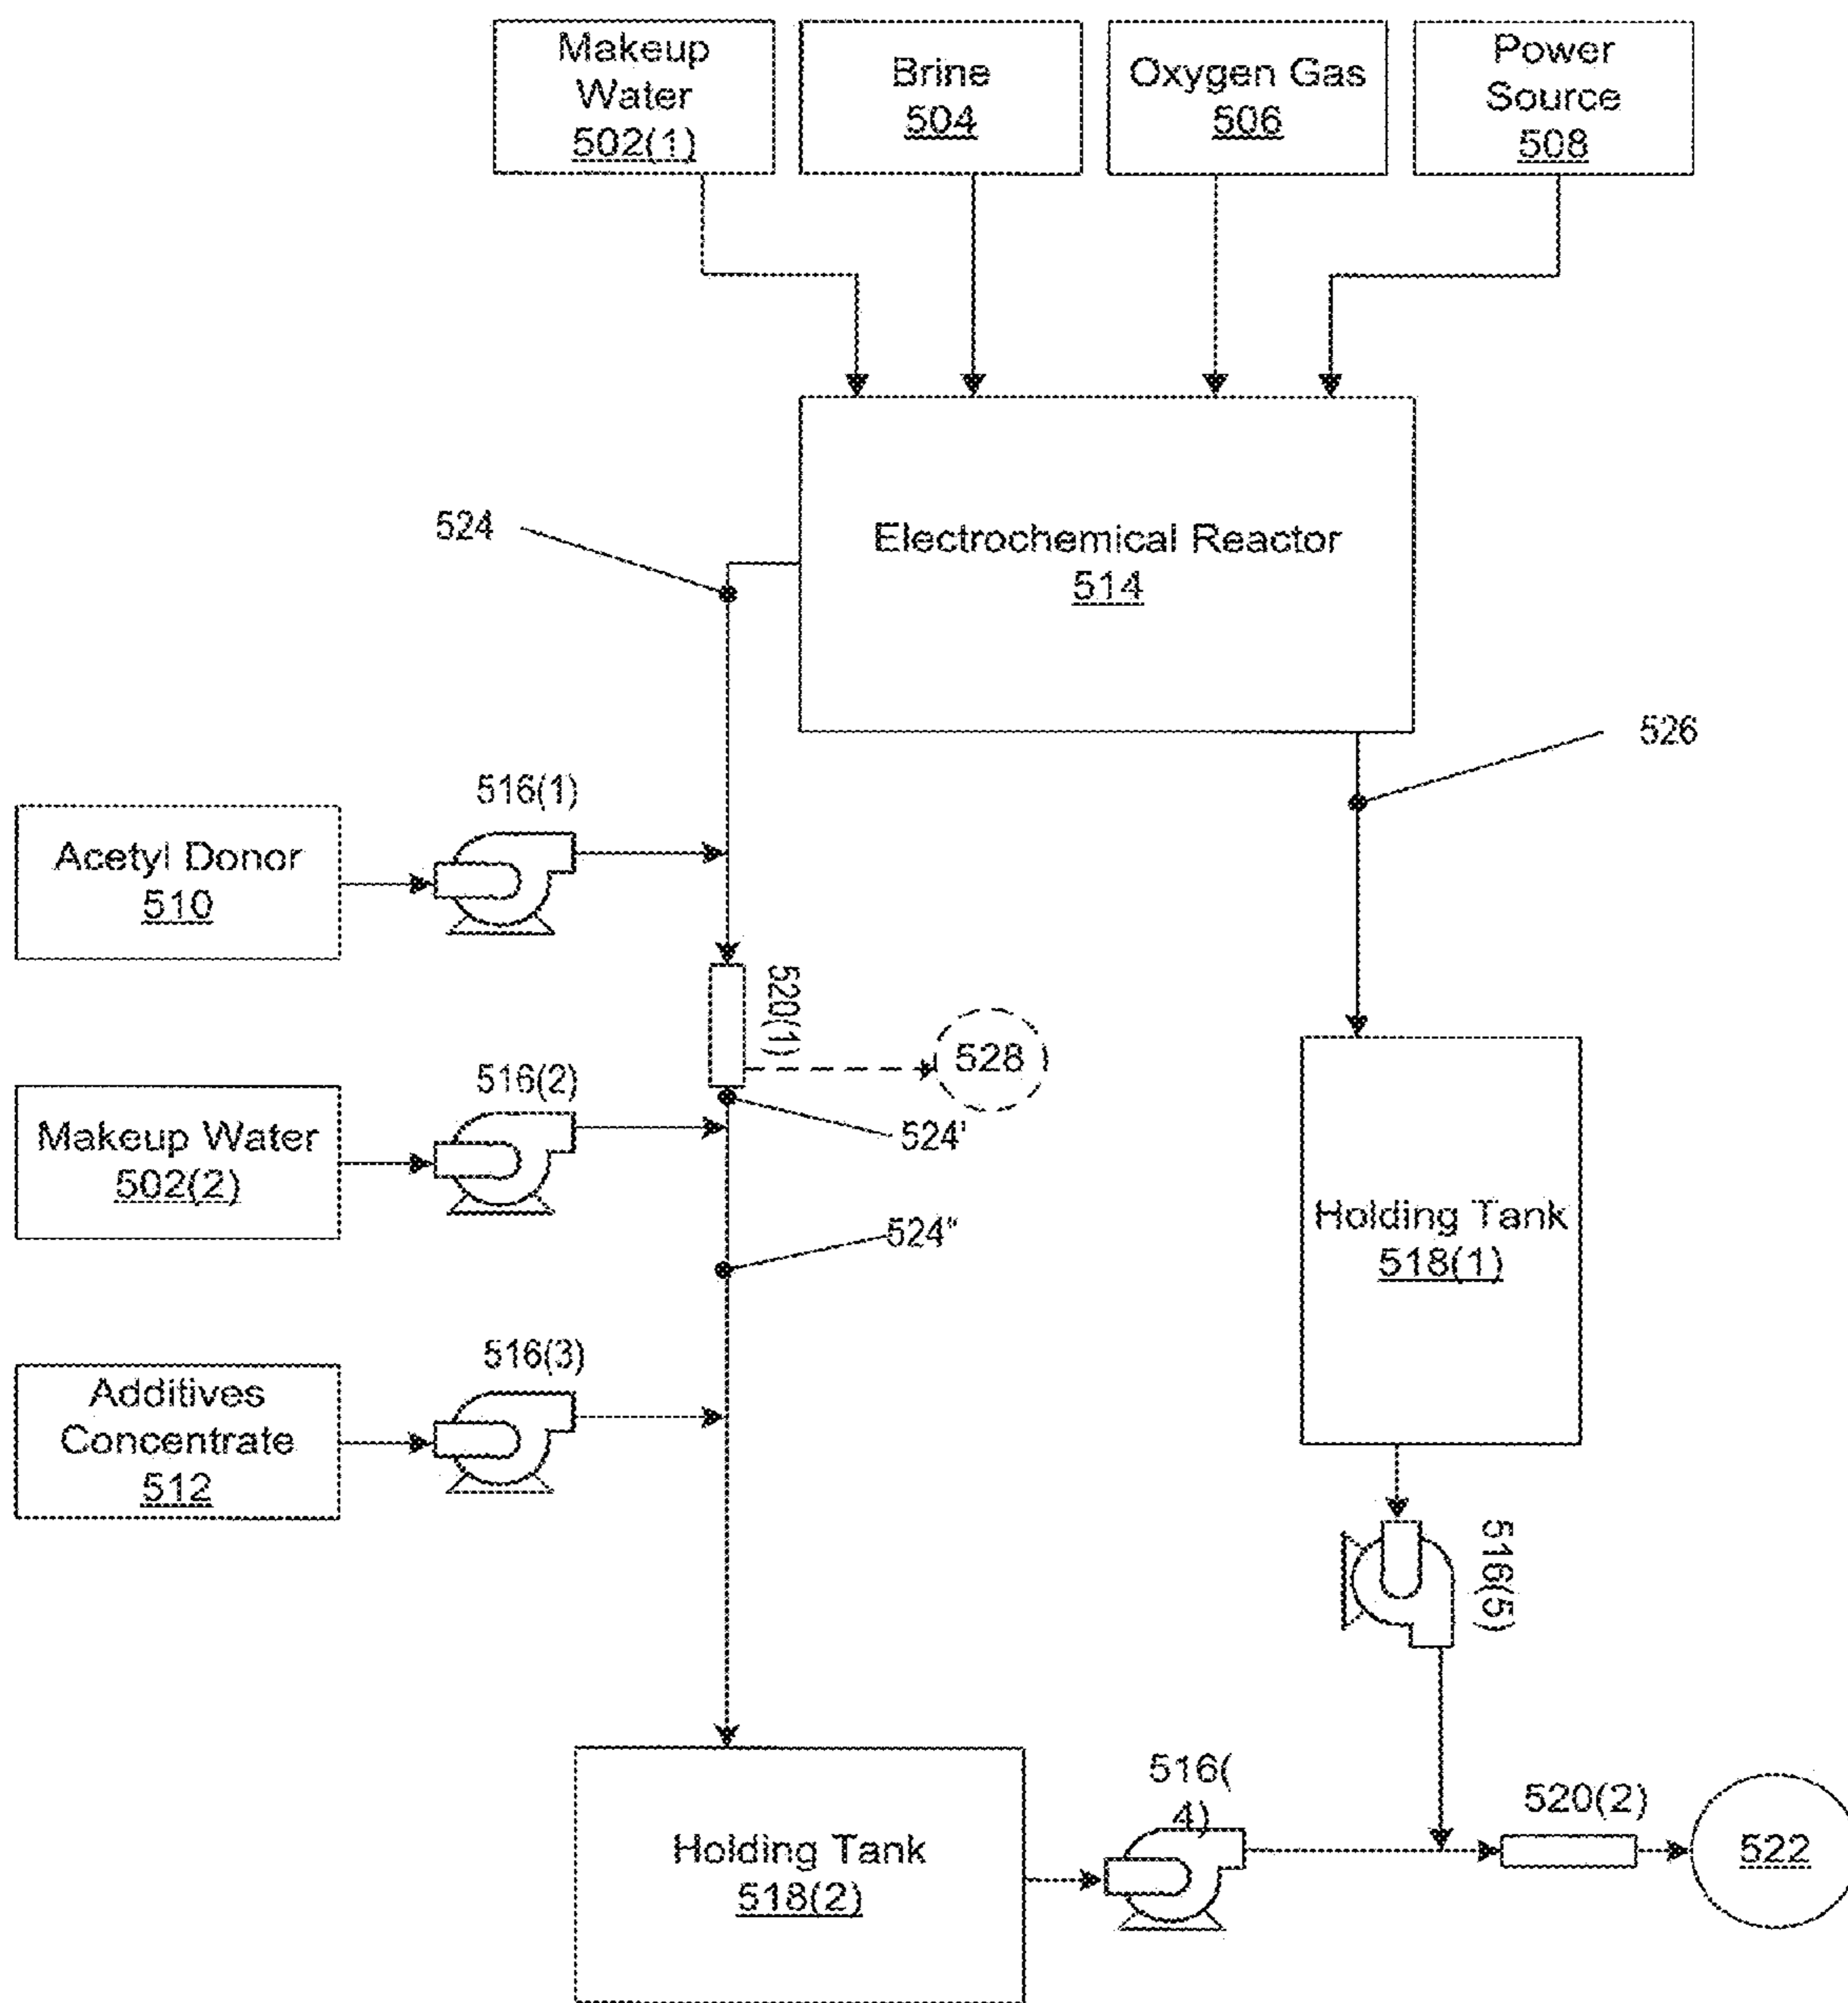 Makeup
Water
502(1)
Brine
504
Oxygen Gas
506
Power
Source
508
524
Electrochemical Reactor
514
526
516(1)
Acetyl Donor
510
520(1)
528
516(2)
524'
Makeup Water
502(2)
524"
Holding Tank
518(1)
516(3)
Additives
Concentrate
512
516(5)
516(
4)
520(2)
Holding Tank
518(2)
522